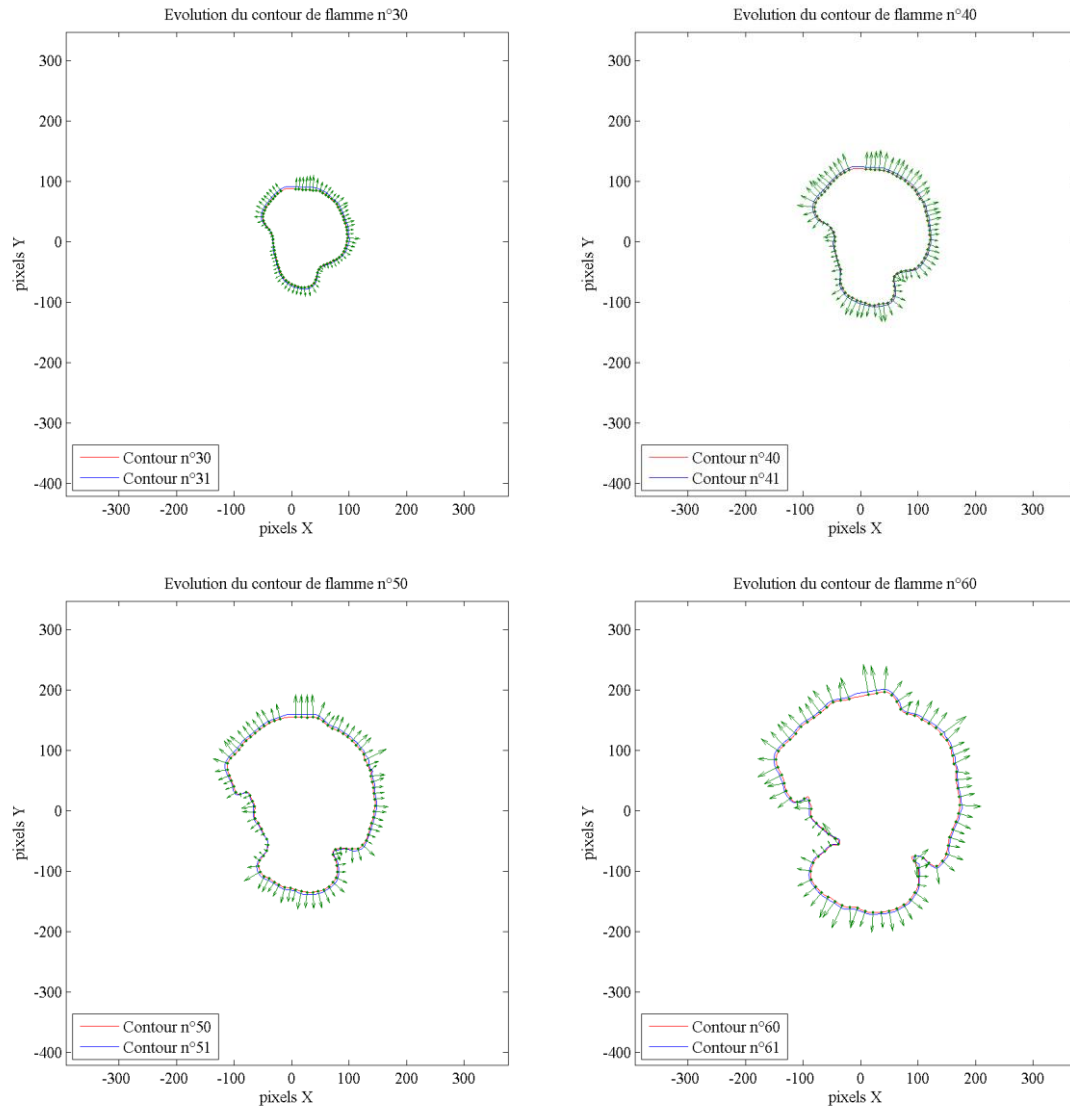 Evolution du contour de flamme n°30
300
200
100
0
-100
-200
-300
-400
pixels Y
Contour n°30
Contour n°31
-300 -200 -100 0 100 200 300
pixels X
Evolution du contour de flamme n°40
300
200
100
0
-100
-200
-300
-400
pixels Y
Contour n°40
Contour n°41
-300 -200 -100 0 100 200 300
pixels X
Evolution du contour de flamme n°50
300
200
100
0
-100
-200
-300
-400
pixels Y
Contour n°50
Contour n°51
-300 -200 -100 0 100 200 300
pixels X
Evolution du contour de flamme n°60
300
200
100
0
-100
-200
-300
-400
pixels Y
Contour n°60
Contour n°61
-300 -200 -100 0 100 200 300
pixels X